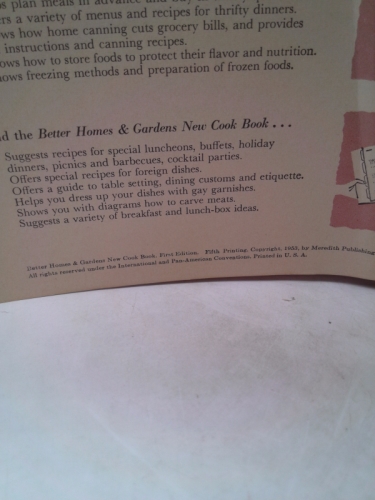 plan meals in advance and
a variety of menus and recipes for thrifty dinners.
how home canning cuts grocery bills, and provides
instructions and canning recipes.
how to store foods to protect their flavor and nutrition.
freezing methods and preparation of frozen foods.
the Better Homes & Gardens New Cook Book . . .
Suggests recipes for special luncheons, buffets, holiday
dinners, picnics and barbecues, cocktail parties.
Offers special recipes for foreign dishes.
Offers a guide to table setting, dining customs and etiquette.
Helps you dress up your dishes with gay garnishes.
Shows you with diagrams how to carve meats.
Suggests a variety of breakfast and lunch-box ideas.
Better Homes & Gardens New Cook Book. First Edition. Fifth Printing. Copyright, 1953, by Meredith Publishing
All rights reserved under the International and Pan-American Conventions. Printed in U. S. A.